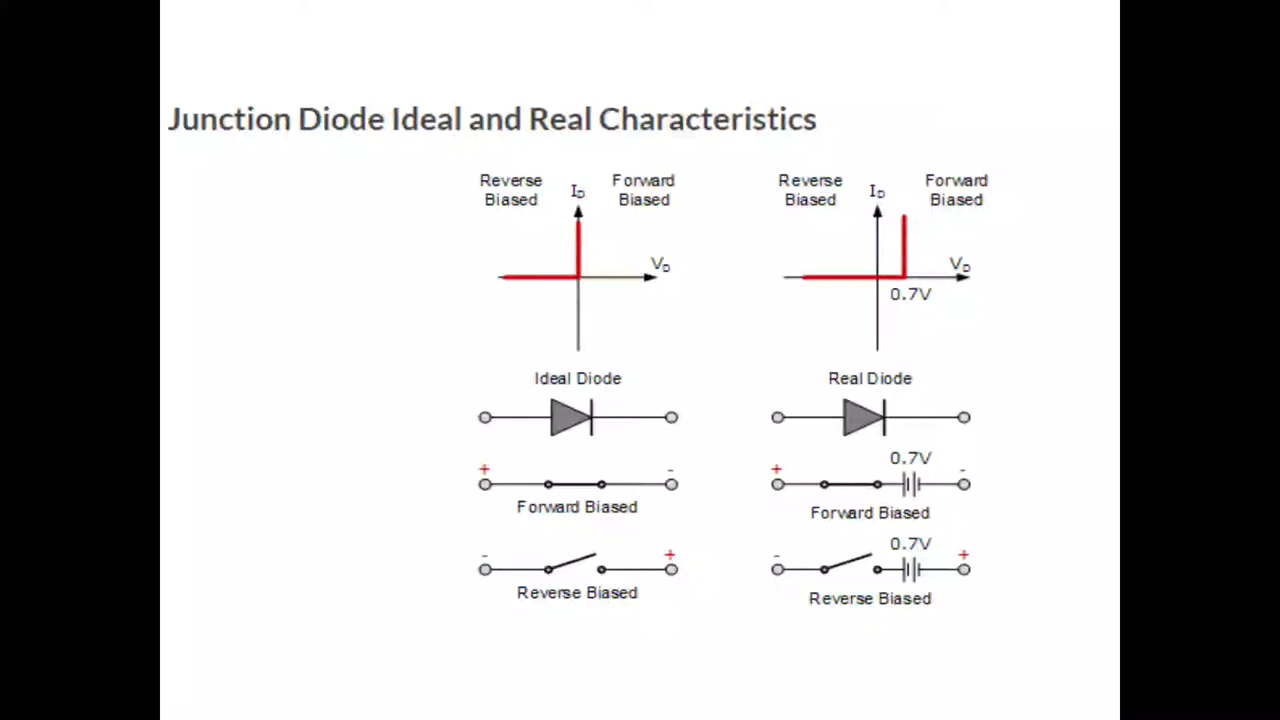 Junction Diode Ideal and Real Characteristics
Reverse Biased
I_D
Forward Biased
V_D
Ideal Diode
+
-
Forward Biased
-
+
Reverse Biased
Reverse Biased
I_D
Forward Biased
V_D
0.7V
Real Diode
0.7V
+
-
Forward Biased
0.7V
-
+
Reverse Biased